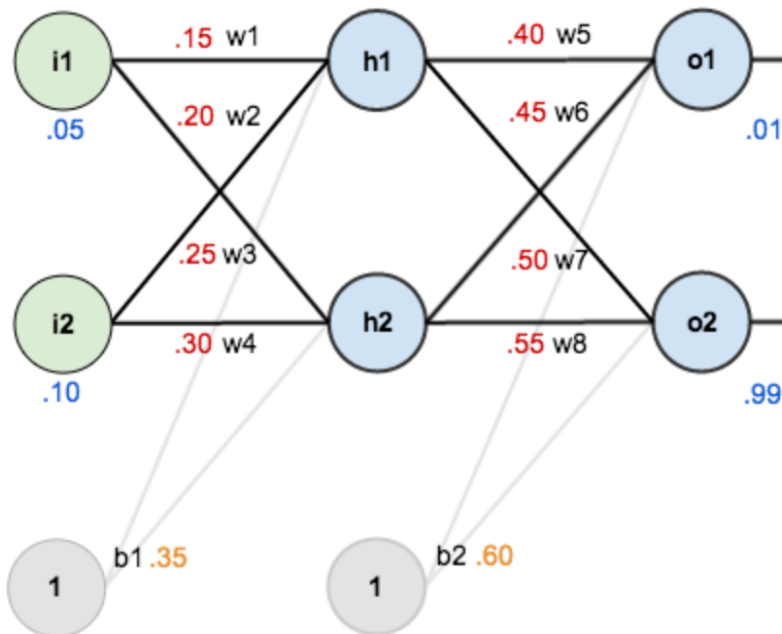 .15 w1
.40 w5
i1
h1
o1
.20 w2
.45 w6
.05
.01
.25 w3
.50 w7
i2
h2
o2
.30 w4
.55 w8
.10
.99
b1 .35
b2 .60
1
1